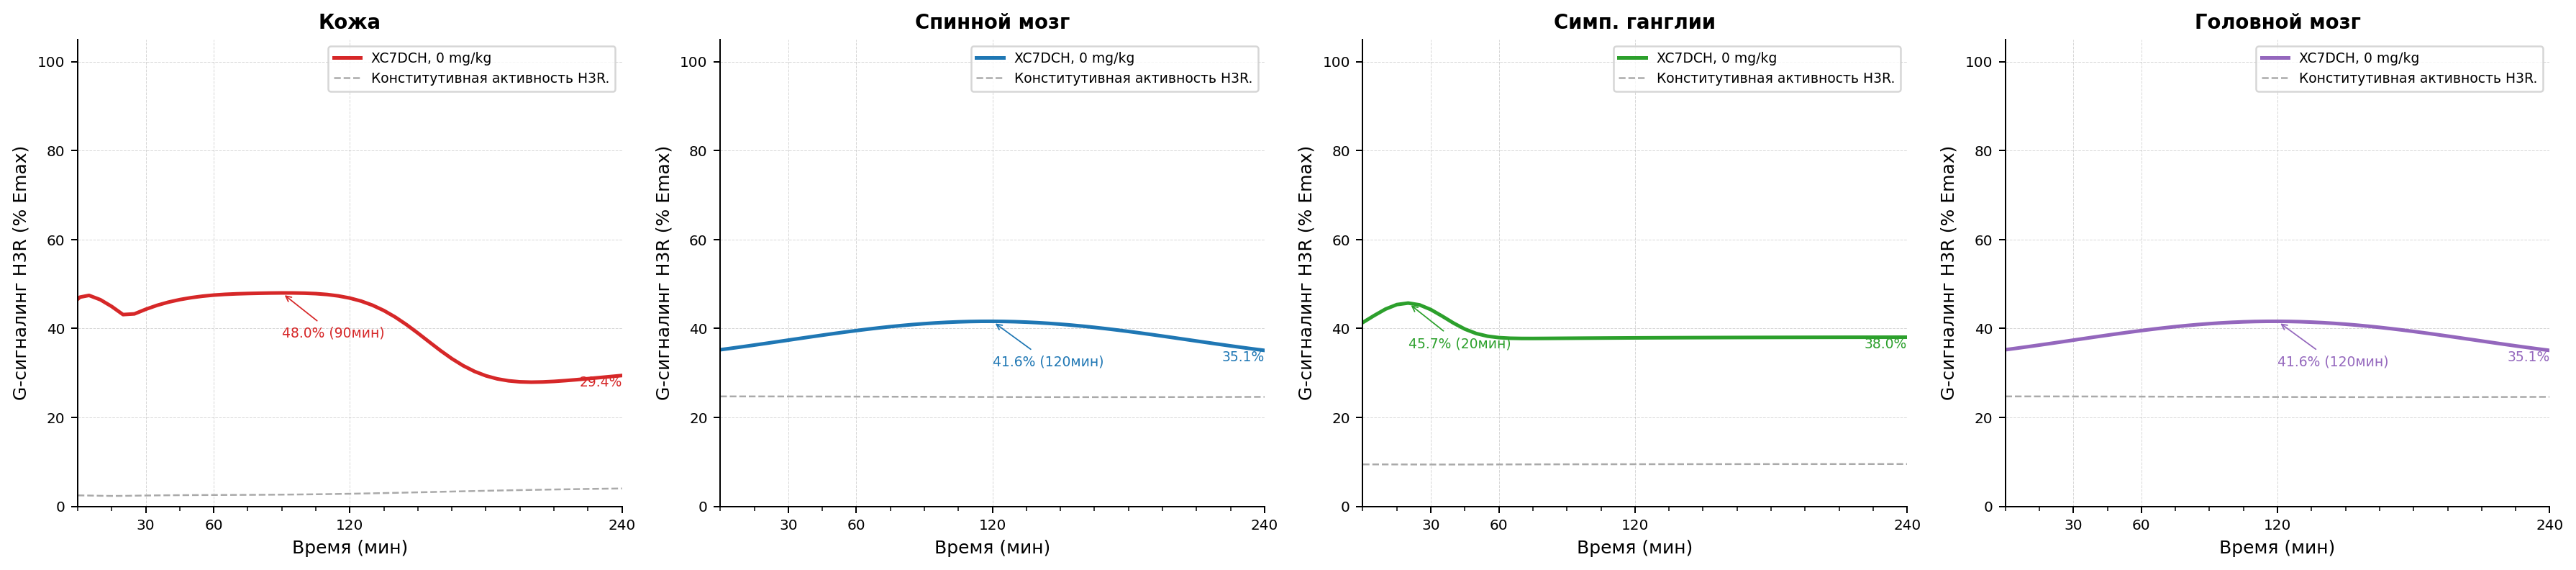 Кожа
XC7DCH, 0 mg/kg
Конститутивная активность H3R.
G-сигналинг H3R (% Emax)
100
80
60
40
20
0
48.0% (90мин)
29.4%
30
60
120
240
Время (мин)
Спинной мозг
XC7DCH, 0 mg/kg
Конститутивная активность H3R.
G-сигналинг H3R (% Emax)
100
80
60
40
20
0
41.6% (120мин)
35.1%
30
60
120
240
Время (мин)
Симп. ганглии
XC7DCH, 0 mg/kg
Конститутивная активность H3R.
G-сигналинг H3R (% Emax)
100
80
60
40
20
0
45.7% (20мин)
38.0%
30
60
120
240
Время (мин)
Головной мозг
XC7DCH, 0 mg/kg
Конститутивная активность H3R.
G-сигналинг H3R (% Emax)
100
80
60
40
20
0
41.6% (120мин)
35.1%
30
60
120
240
Время (мин)